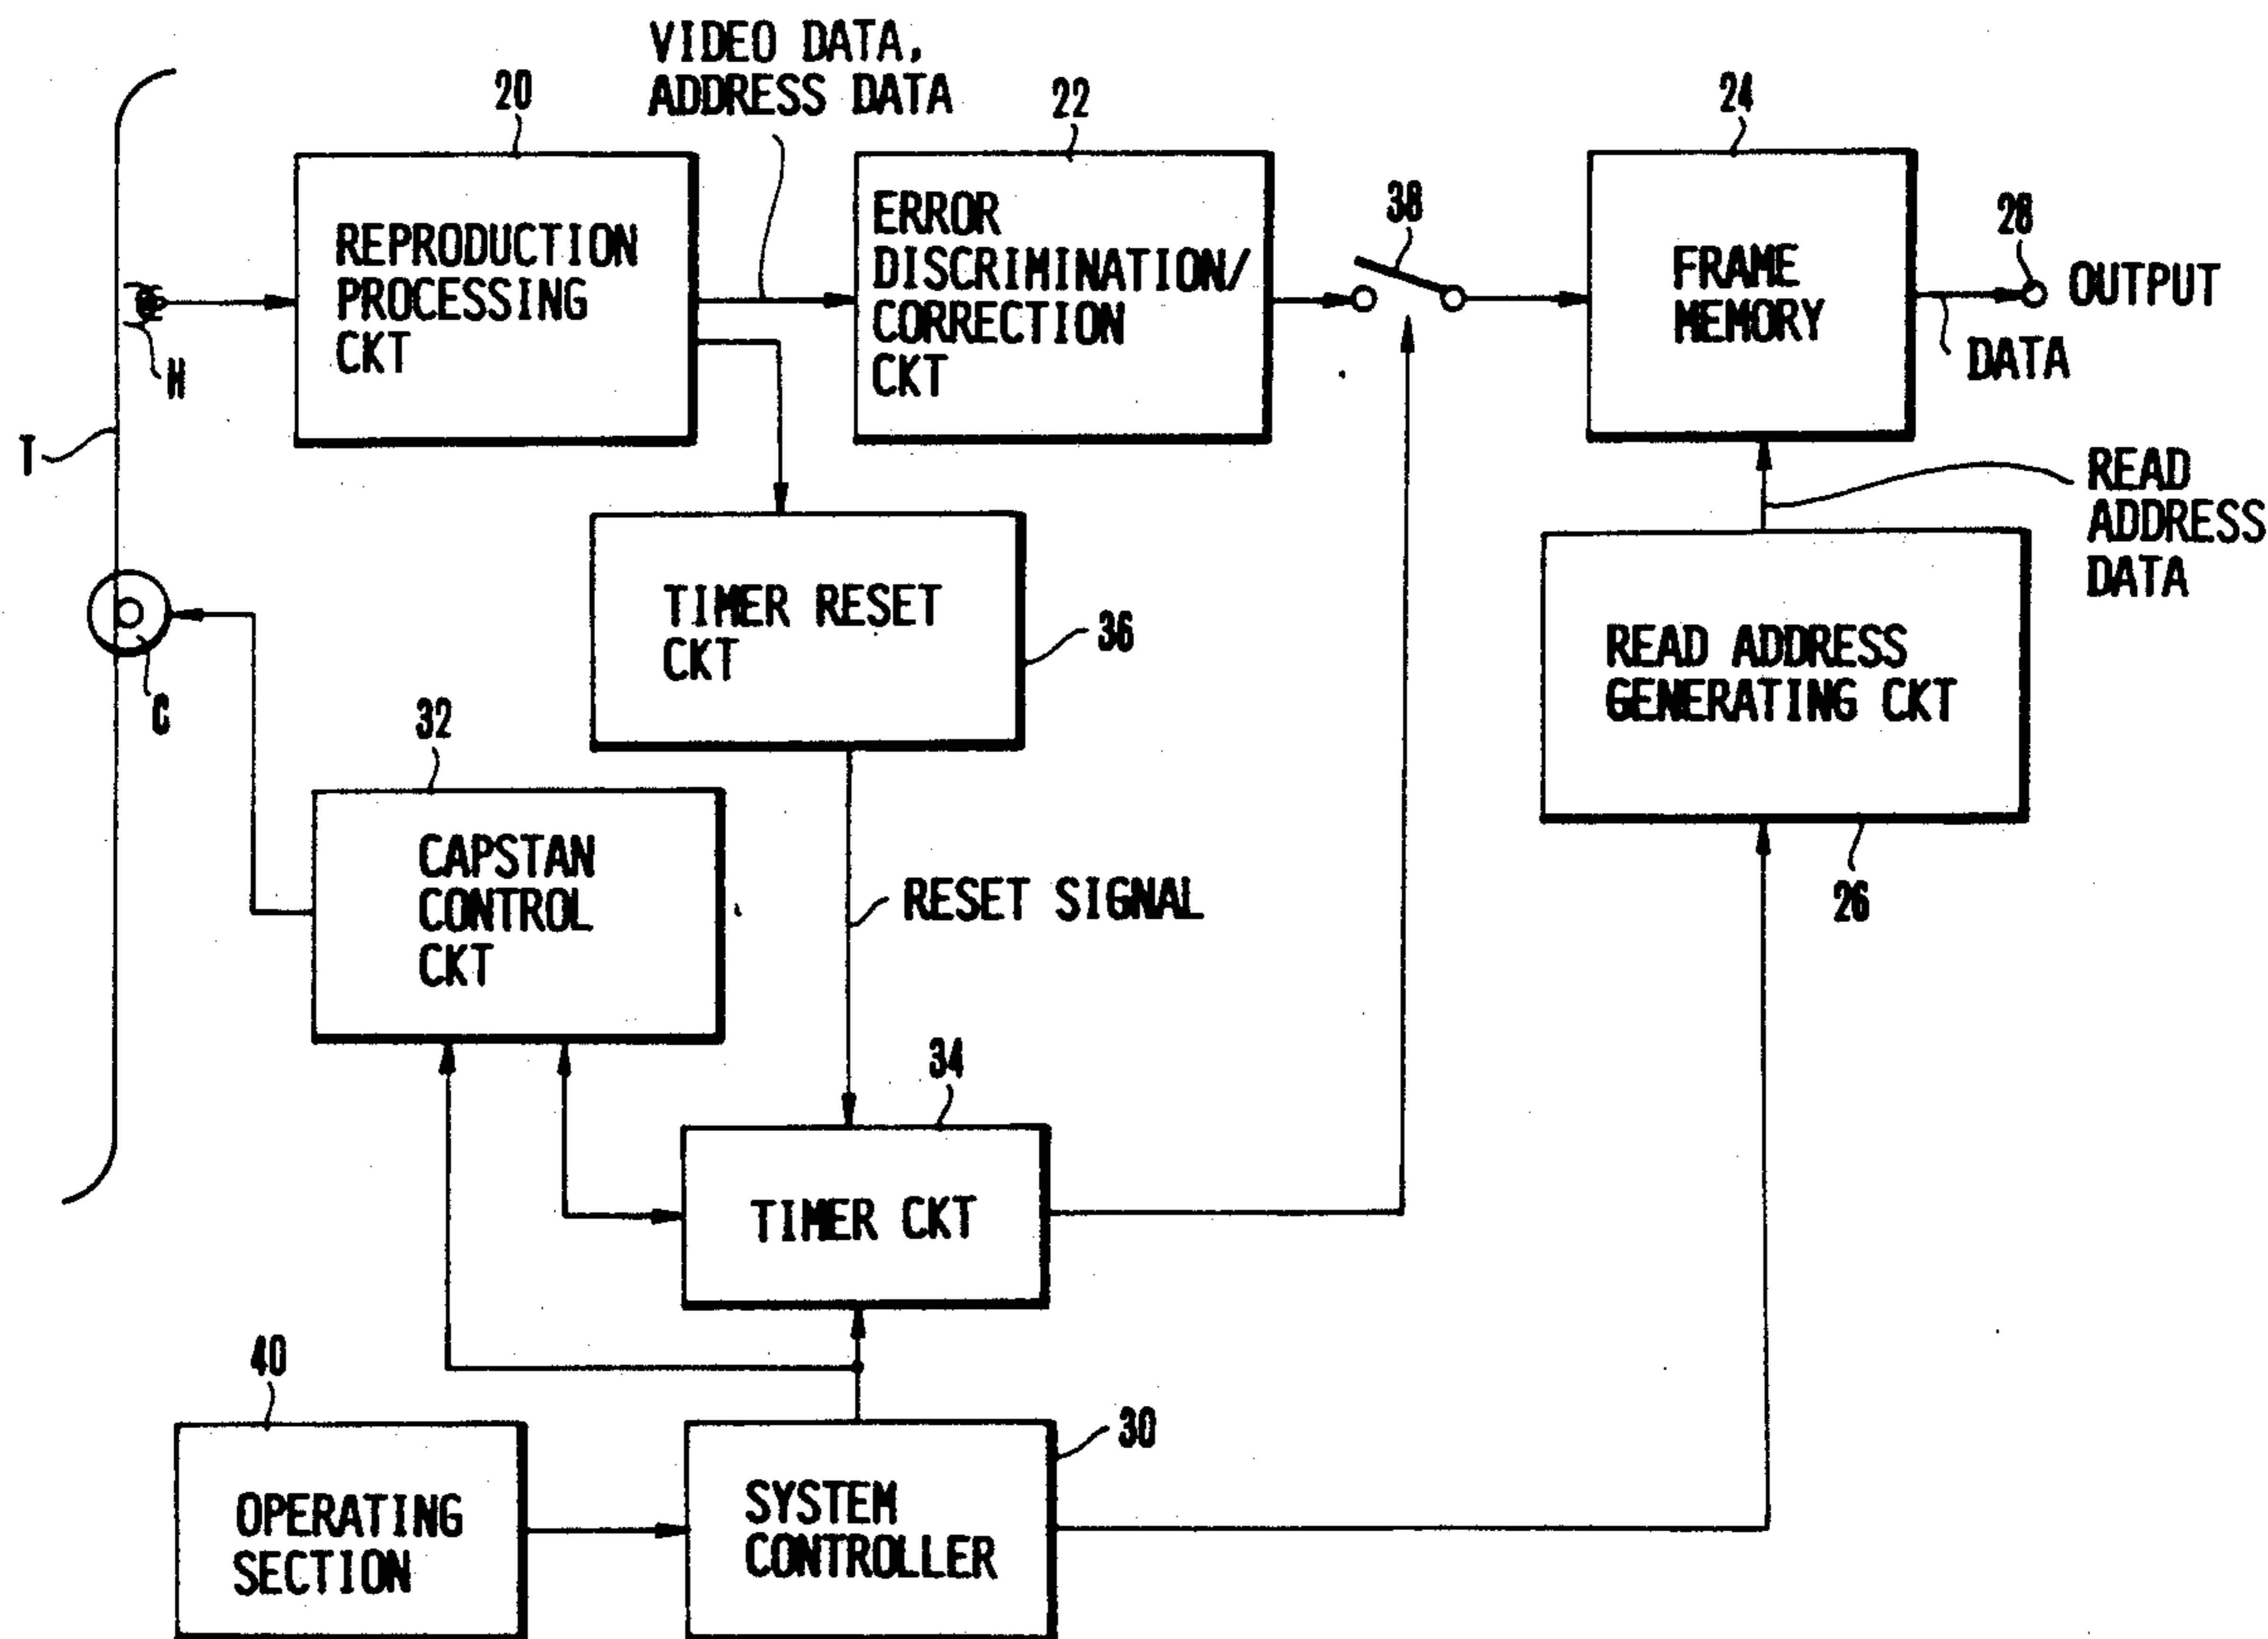 VIDEO DATA,
ADDRESS DATA
20
22
24
38
28
REPRODUCTION
PROCESSING
CKT
ERROR
DISCRIMINATION/
CORRECTION
CKT
FRAME
MEMORY
OUTPUT
DATA
H
T
READ
ADDRESS
DATA
TIMER RESET
CKT
36
READ ADDRESS
GENERATING CKT
26
C
32
CAPSTAN
CONTROL
CKT
RESET SIGNAL
34
TIMER CKT
40
30
OPERATING
SECTION
SYSTEM
CONTROLLER